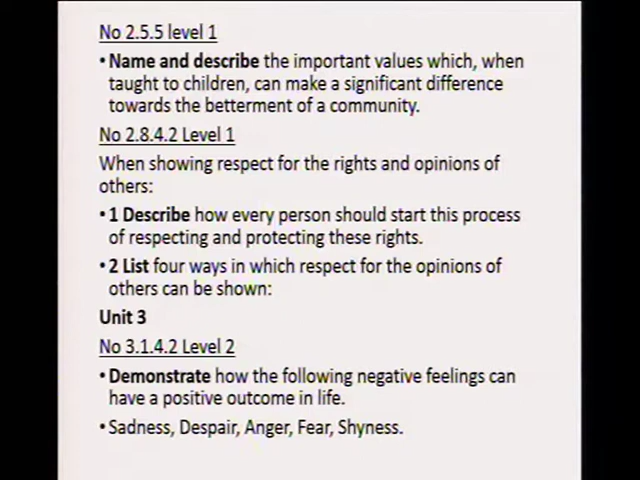 No 2.5.5 level 1
• Name and describe the important values which, when
taught to children, can make a significant difference
towards the betterment of a community.
No 2.8.4.2 Level 1
When showing respect for the rights and opinions of
others:
• 1 Describe how every person should start this process
of respecting and protecting these rights.
• 2 List four ways in which respect for the opinions of
others can be shown:
Unit 3
No 3.1.4.2 Level 2
• Demonstrate how the following negative feelings can
have a positive outcome in life.
• Sadness, Despair, Anger, Fear, Shyness.